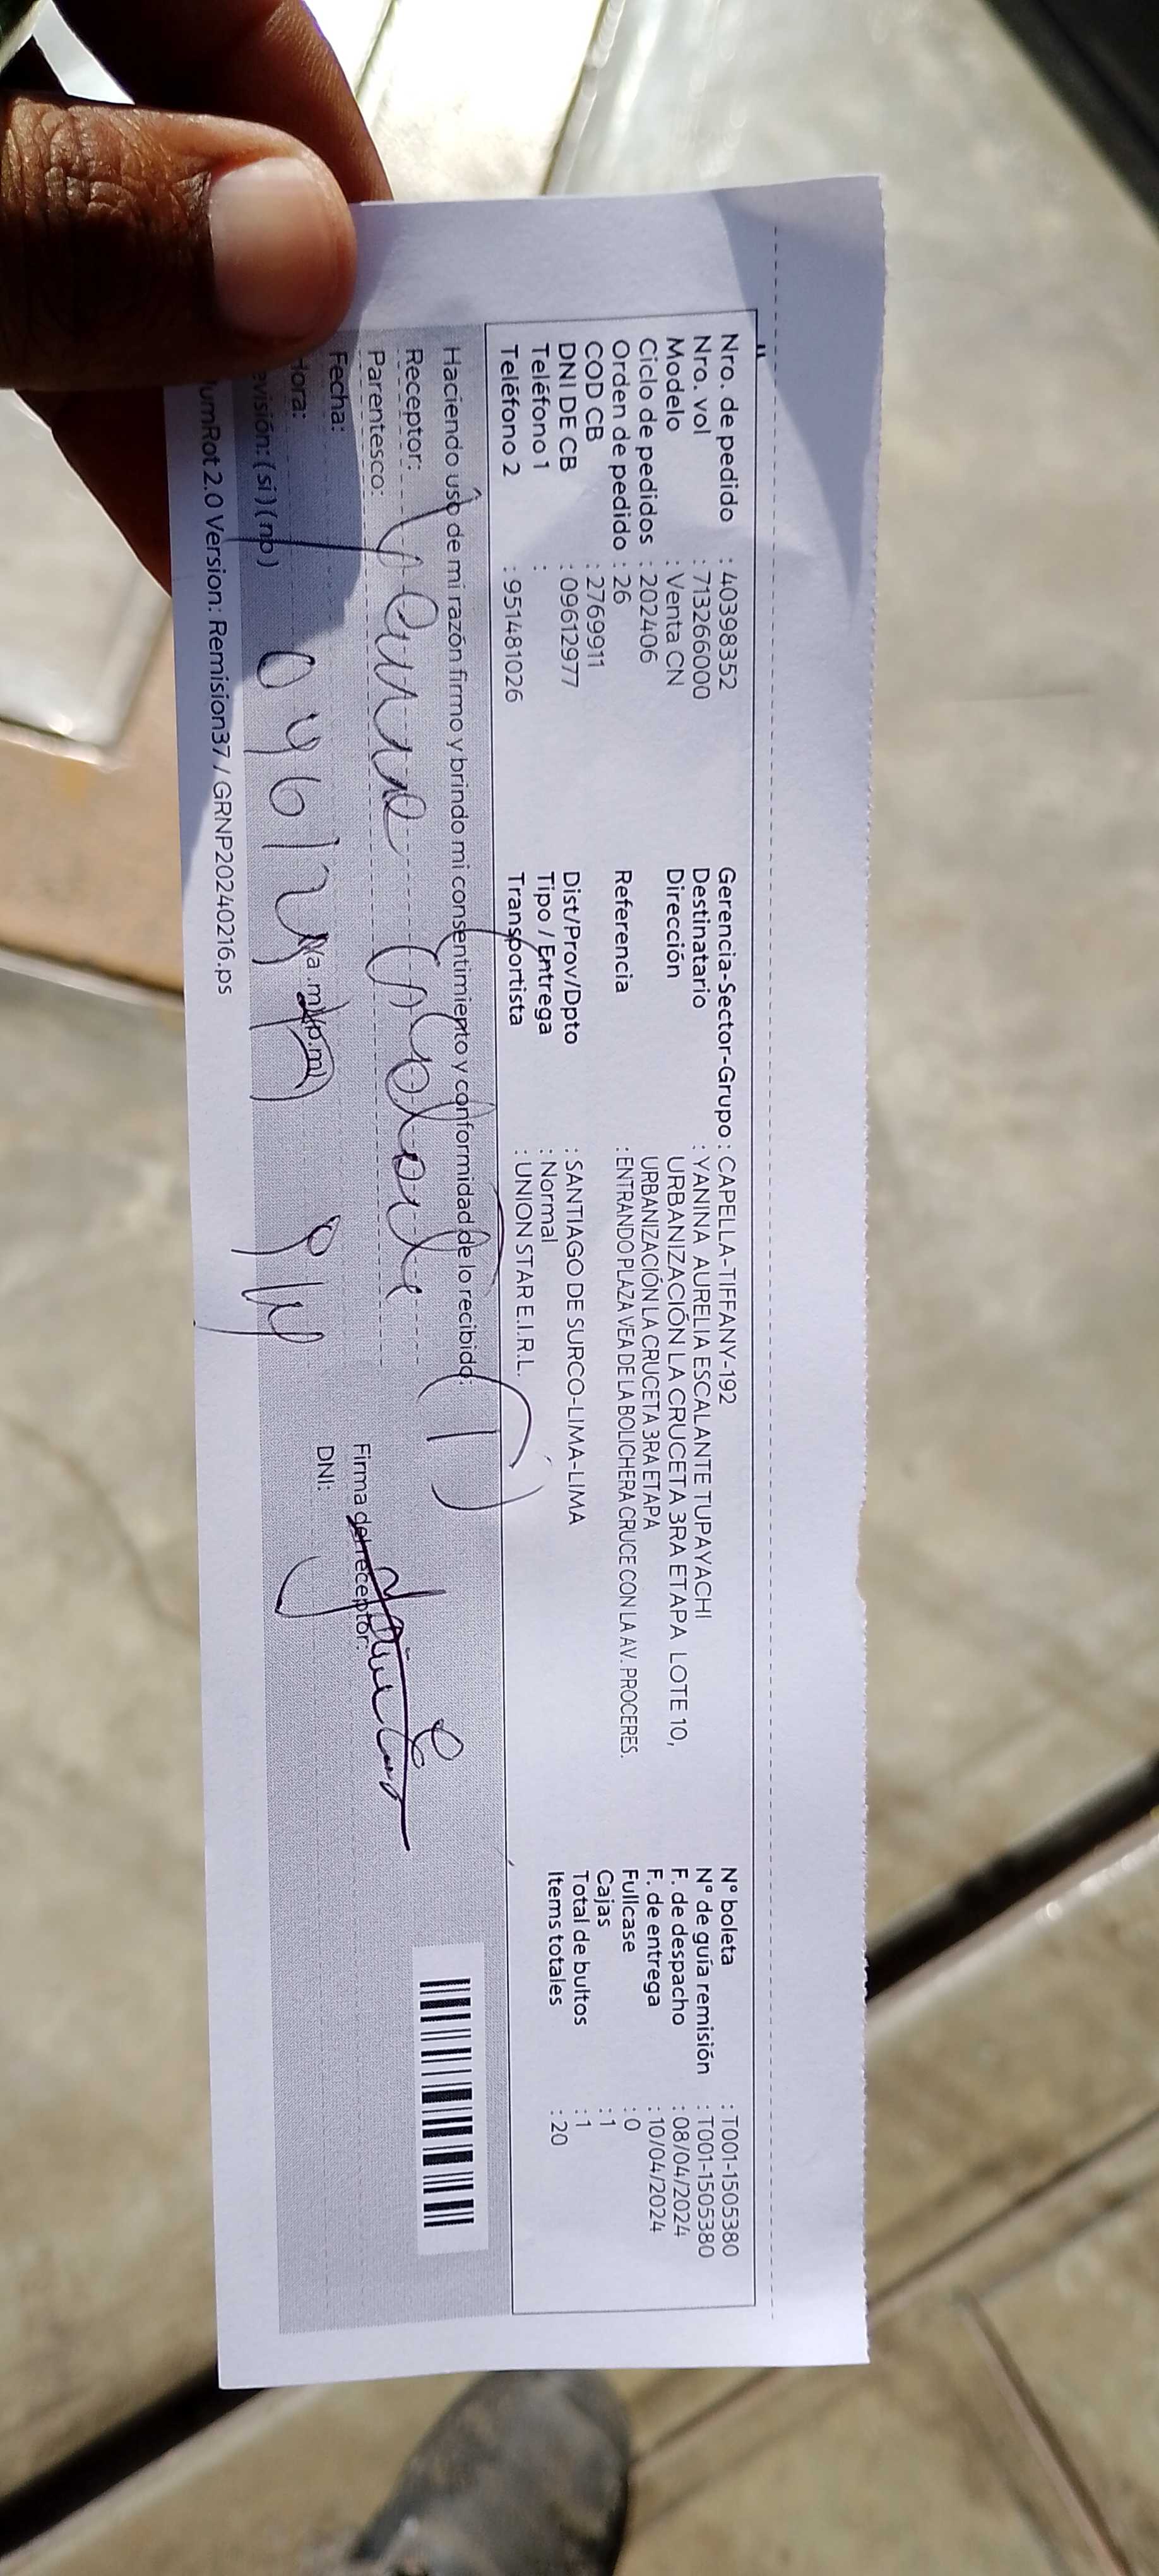 Nro. de pedido : 40398352
Nro. vol : 713266000
Modelo : Venta CN
Ciclo de pedidos : 202406
Orden de pedido : 26
COD CB : 2769911
DNI DE CB : 09612977
Teléfono 1 :
Teléfono 2 : 951481026
Gerencia-Sector-Grupo : CAPELLA-TIFFANY-192
Destinatario : YANINA AURELIA ESCALANTE TUPAYACHI
Dirección URBANIZACIÓN LA CRUCETA 3RA ETAPA LOTE 10,
URBANIZACIÓN LA CRUCETA 3RA ETAPA
Referencia : ENTRANDO PLAZA VEA DE LA BOLICHERA CRUCE CON LA AV. PROCERES.
Dist/Prov/Dpto : SANTIAGO DE SURCO-LIMA-LIMA
Tipo / Entrega : Normal
Transportista : UNION STAR E.I.R.L.
N° boleta : T001-1505380
N° de guía remisión : T001-1505380
F. de despacho : 08/04/2024
F. de entrega : 10/04/2024
Fullcase : 0
Cajas : 1
Total de bultos : 1
Items totales : 20
Haciendo uso de mi razón firmo y brindo mi consentimiento y conformidad de lo recibido:
Receptor:
Parentesco:
Fecha:
Hora: (a.m) (p.m)
evisión: (si) (no)
Firma del receptor:
DNI:
umRot 2.0 Version: Remision37 / GRNP20240216.ps